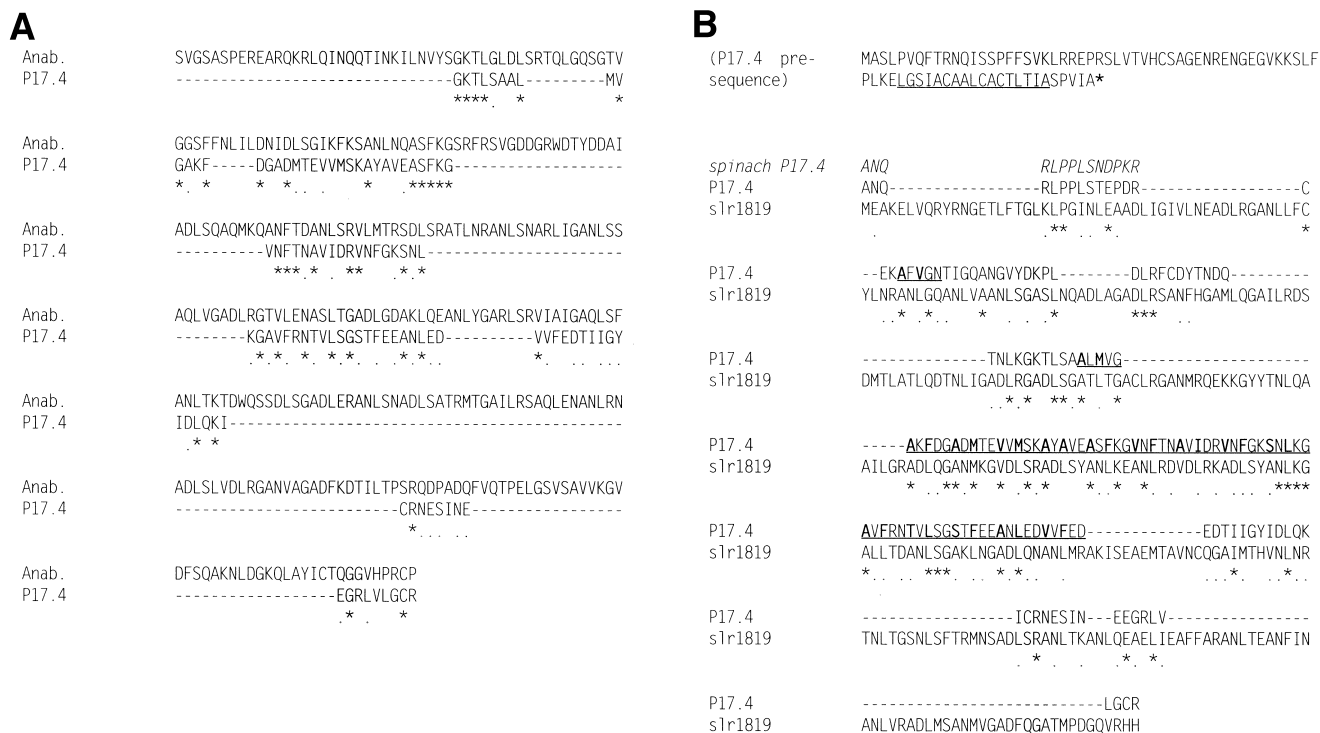 A
Anab. SVGSASPEREARQKRLQINQQTINKILNVYSGKTLGLDLSRTQLGQSGTV
P17.4 -------------------------------GKTLSAAL---------MV
****. * *
Anab. GGSFFNLILDNIDLSGIKFKSANLNQASFKGSRFRSVGDDGRWDTYDDAI
P17.4 GAKF-----DGADMTEVVMSKAYAVEASFKG-------------------
*. * * *.. . * .*****
Anab. ADLSQAQMKQANFTDANLSRVLMTRSDLSRATLNRANLSNARLIGANLSS
P17.4 ----------VNFTNAVIDRVNFGKSNL----------------------
***.* . ** *.*
Anab. AQLVGADLRGTVLENASLTGADLGDAKLQEANLYGARLSRVIAIGAQLSF
P17.4 --------KGAVFRNTVLSGSTFEEANLED----------VVFEDTIIGY
.*.*. *.*.* . *.* *. .. ...
Anab. ANLTKTDWQSSDLSGADLERANLSNADLSATRMTGAILRSAQLENANLRN
P17.4 IDLQKI--------------------------------------------
.* *
Anab. ADLSLVDLRGANVAGADFKDTILTPSRQDPADQFVQTPELGSVSAVVKGV
P17.4 -------------------------CRNESINE-----------------
*... ..
Anab. DFSQAKNLDGKQLAYICTQGGVHPRCP
P17.4 ------------------EGRLVLGCR
.* . *
B
(P17.4 pre- MASLPVQFTRNQISSPFFSVKLRREPRSLVTVHCSAGENRENGEGVKKSLF
sequence) PLKELGSIACAALCACTLTIASPVIA*
spinach P17.4 ANQ RLPPLSNDPKR
P17.4 ANQ-----------------RLPPLSTEPDR------------------C
slr1819 MEAKELVQRYRNGETLFTGLKLPGINLEAADLIGIVLNEADLRGANLLFC
. .** .. *. *
P17.4 --EKAFVGNTIGQANGVYDKPL--------DLRFCDYTNDQ---------
slr1819 YLNRANLGQANLVAANLSGASLNQADLAGADLRSANFHGAMLQGAILRDS
..*.. * . . .* *** ..
P17.4 --------------TNLKGKTLSAALMVG---------------------
slr1819 DMTLATLQDTNLIGADLRGADLSGATLTGACLRGANMRQEKKGYYTNLQA
..*.* **.* . *
P17.4 -----AKFDGADMTEVVMSKAYAVEASFKGVNFTNAVIDRVNFGKSNLKG
slr1819 AILGRADLQGANMKGVDLSRADLSYANLKEANLRDVDLRKADLSYANLKG
* ..**.* * .*.* *..* .*. . . . ... .****
P17.4 AVFRNTVLSGSTFEEANLEDVVFED-------------EDTIIGYIDLQK
slr1819 ALLTDANLSGAKLNGADLQNANLMRAKISEAEMTAVNCQGAIMTHVNLNR
*.. ..***.. *.*.. . ...*. ..*..
P17.4 -----------------ICRNESIN---EEGRLV----------------
slr1819 TNLTGSNLSFTRMNSADLSRANLTKANLQEAELIEAFFARANLTEANFIN
. * . . .*. *.
P17.4 ---------------------------LGCR
slr1819 ANLVRADLMSANMVGADFQGATMPDGQVRHH